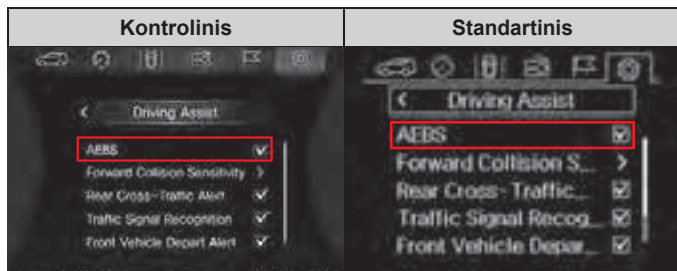 Kontrolinis
Standartinis
Driving Assist
AEBS
Forward Collision Sensitivity
Rear Cross-Traffic Alert
Traffic Signal Recognition
Front Vehicle Depart Alert
Driving Assist
AEBS
Forward Collision S...
Rear Cross-Traffic...
Traffic Signal Recog...
Front Vehicle Depar...